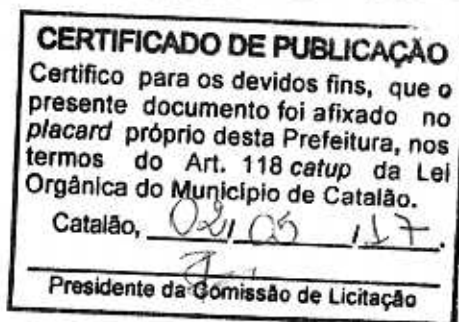 CERTIFICADO DE PUBLICAÇÃO
Certifico para os devidos fins, que o
presente documento foi afixado no
placard próprio desta Prefeitura, nos
termos do Art. 118 catup da Lei
Orgânica do Município de Catalão.
Catalão, 02/05/17.
Presidente da Comissão de Licitação